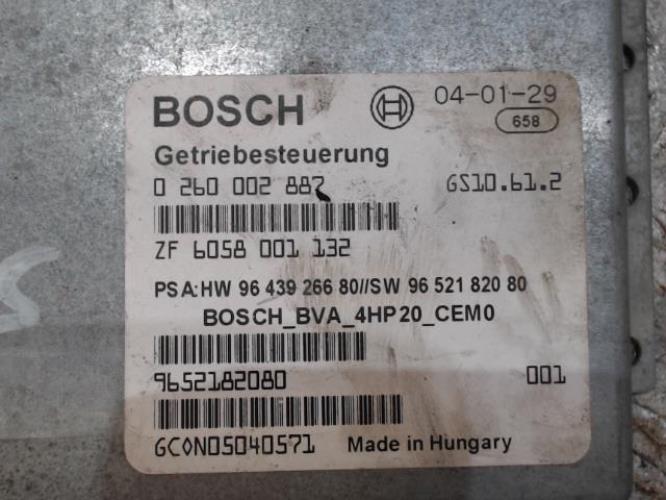 BOSCH 04-01-29
658
Getriebesteuerung
0 260 002 887 GS10.61.2
ZF 6058 001 132
PSA:HW 96 439 266 80//SW 96 521 820 80
BOSCH_BVA_4HP20_CEM0
9652182080 001
GC0N05040571 Made in Hungary